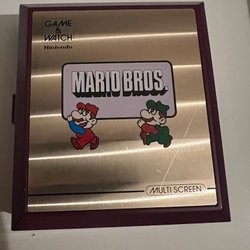 GAME &
WATCH
Nintendo
MARIO BROS.
MULTI SCREEN